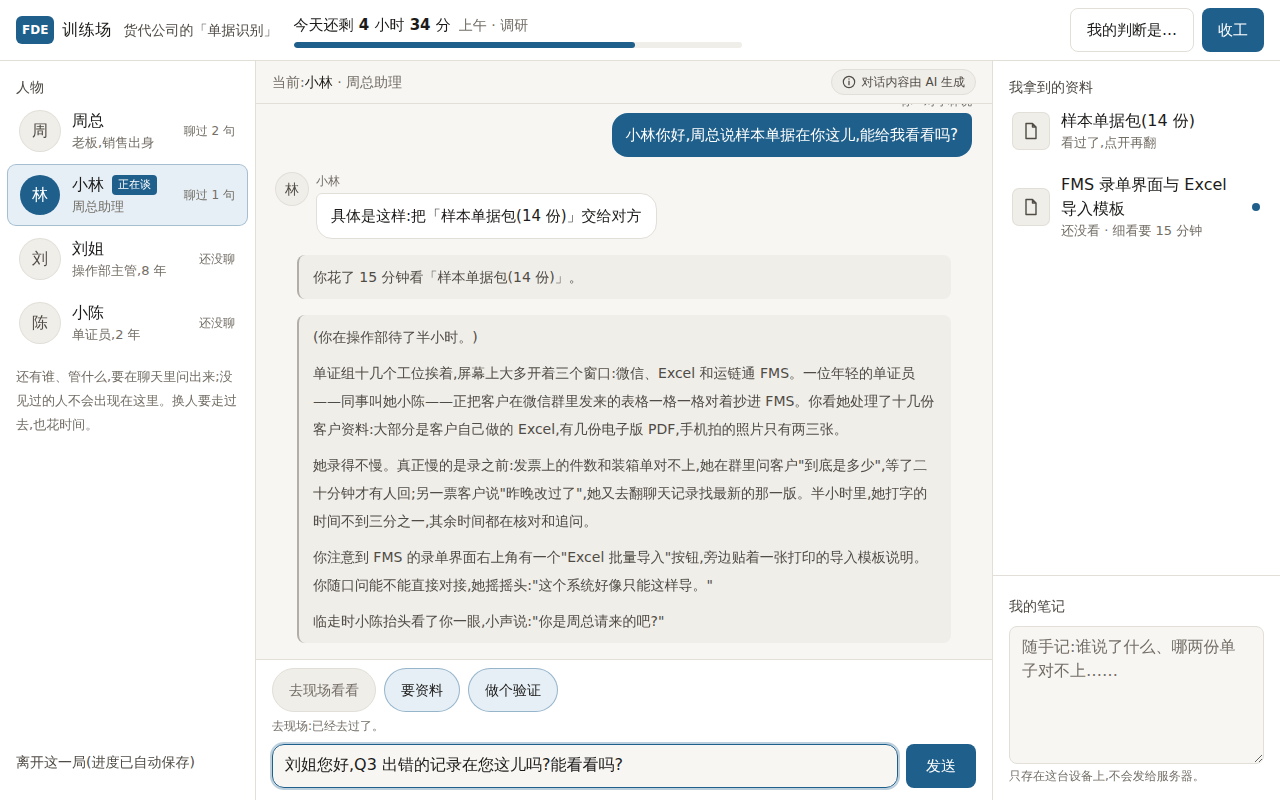 FDE 训练场 货代公司的「单据识别」
今天还剩 4 小时 34 分 上午 · 调研
我的判断是…
收工
人物
周
周总
老板,销售出身
聊过 2 句
林
小林 正在谈
周总助理
聊过 1 句
刘
刘姐
操作部主管,8 年
还没聊
陈
小陈
单证员,2 年
还没聊
还有谁、管什么,要在聊天里问出来;没
见过的人不会出现在这里。换人要走过
去,也花时间。
离开这一局(进度已自动保存)
当前:小林 · 周总助理
对话内容由 AI 生成
小林你好,周总说样本单据在你这儿,能给我看看吗?
林
小林
具体是这样:把「样本单据包(14 份)」交给对方
你花了 15 分钟看「样本单据包(14 份)」。
(你在操作部待了半小时。)
单证组十几个工位挨着,屏幕上大多开着三个窗口:微信、Excel 和运链通 FMS。一位年轻的单证员
——同事叫她小陈——正把客户在微信群里发来的表格一格一格对着抄进 FMS。你看她处理了十几份
客户资料:大部分是客户自己做的 Excel,有几份电子版 PDF,手机拍的照片只有两三张。
她录得不慢。真正慢的是录之前:发票上的件数和装箱单对不上,她在群里问客户"到底是多少",等了二
十分钟才有人回;另一票客户说"昨晚改过了",她又去翻聊天记录找最新的那一版。半小时里,她打字的
时间不到三分之一,其余时间都在核对和追问。
你注意到 FMS 的录单界面右上角有一个"Excel 批量导入"按钮,旁边贴着一张打印的导入模板说明。
你随口问能不能直接对接,她摇摇头:"这个系统好像只能这样导。"
临走时小陈抬头看了你一眼,小声说:"你是周总请来的吧?"
去现场看看
要资料
做个验证
去现场:已经去过了。
刘姐您好,Q3 出错的记录在您这儿吗?能看看吗?
发送
我拿到的资料
样本单据包(14 份)
看过了,点开再翻
FMS 录单界面与 Excel
导入模板
还没看 · 细看要 15 分钟
我的笔记
随手记:谁说了什么、哪两份单
子对不上……
只存在这台设备上,不会发给服务器。